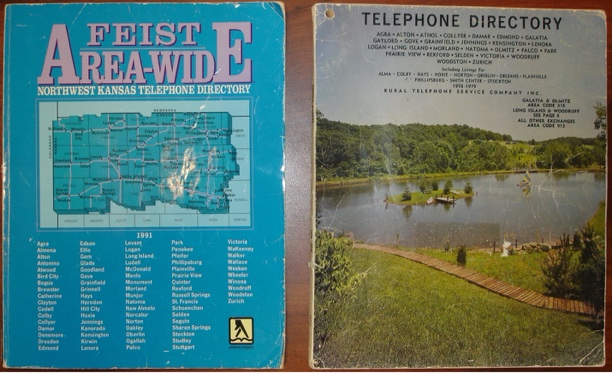 FEIST
AREA-WIDE
NORTHWEST KANSAS TELEPHONE DIRECTORY
1991
Agra
Almena
Alton
Antonino
Atwood
Bird City
Bogue
Brewster
Catherine
Clayton
Codell
Colby
Collyer
Damar
Densmore
Dresden
Edmond
Edson
Ellis
Gem
Glade
Goodland
Gove
Grainfield
Grinnell
Hays
Herndon
Hill City
Hoxie
Jennings
Kanorado
Kensington
Kirwin
Lenora
Levant
Logan
Long Island
Ludell
McDonald
Menlo
Monument
Morland
Munjor
Natoma
New Almelo
Norcatur
Norton
Oakley
Oberlin
Ogallah
Palco
Park
Penokee
Pfeifer
Phillipsburg
Plainville
Prairie View
Quinter
Rexford
Russell Springs
St. Francis
Schoenchen
Selden
Seguin
Sharon Springs
Stockton
Studley
Stuttgart
Victoria
WaKeeney
Walker
Wallace
Weskan
Wheeler
Winona
Woodruff
Woodston
Zurich
TELEPHONE DIRECTORY
AGRA • ALTON • ATHOL • COLLYER • DAMAR • EDMOND • GALATIA
GAYLORD • GOVE • GRAINFIELD • JENNINGS • KENSINGTON • LENORA
LOGAN • LONG ISLAND • MORLAND • NATOMA • OLMITZ • PALCO • PARK
PRAIRIE VIEW • REXFORD • SELDEN • VICTORIA • WOODRUFF
WOODSTON • ZURICH
Including Listings For
ALMA - COLBY - HAYS - HOXIE - NORTON - OBERLIN - ORLEANS - PLAINVILLE
PHILLIPSBURG - SMITH CENTER - STOCKTON
1978-1979
RURAL TELEPHONE SERVICE COMPANY INC.
GALATIA & OLMITZ
AREA CODE 316
LONG ISLAND & WOODRUFF
SEE PAGE 2
ALL OTHER EXCHANGES
AREA CODE 913